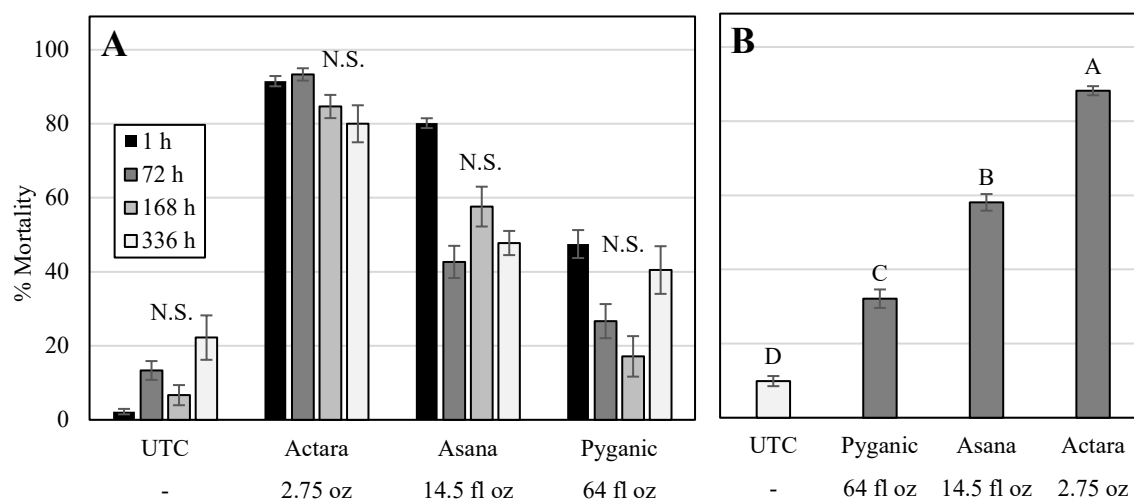 A
B
100
80
60
40
20
0
% Mortality
1 h
72 h
168 h
336 h
N.S.
N.S.
N.S.
N.S.
UTC Actara Asana Pyganic
- 2.75 oz 14.5 fl oz 64 fl oz
D
C
B
A
UTC Pyganic Asana Actara
- 64 fl oz 14.5 fl oz 2.75 oz